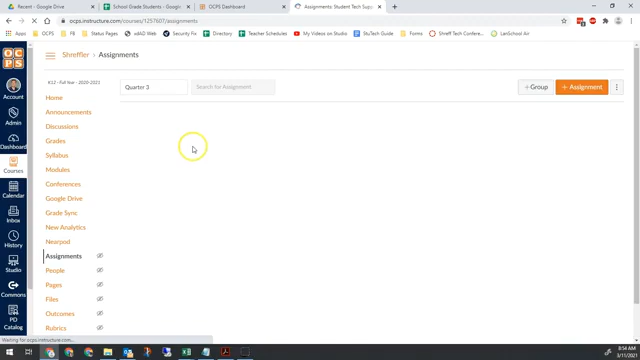 Recent - Google Drive
School Grade Students - Goog
OCPS Dashboard
Assignments: Student Tech Supp
ocps.instructure.com/courses/1257607/assignments
Apps
OCPS
FB
Status Pages
vdAD Web
Security Fix
Directory
Teacher Schedules
My Videos on Studio
StuTech Group
Forms
Shreff Tech Conferenc...
LanSchool Air
Shreffler > Assignments
OCPS
K12 - Full Year - 2020-2021
Quarter 3
Search for Assignment
+Group
+ Assignment
Account
Admin
Dashboard
Courses
Calendar
Inbox
History
Studio
Commons
PD
Catalog
Home
Announcements
Discussions
Grades
Syllabus
Modules
Conferences
Google Drive
Grade Sync
New Analytics
Nearpod
Assignments
People
Pages
Files
Outcomes
Rubrics
Waiting for ocps.instructure.com...
8:54 AM
3/11/2021